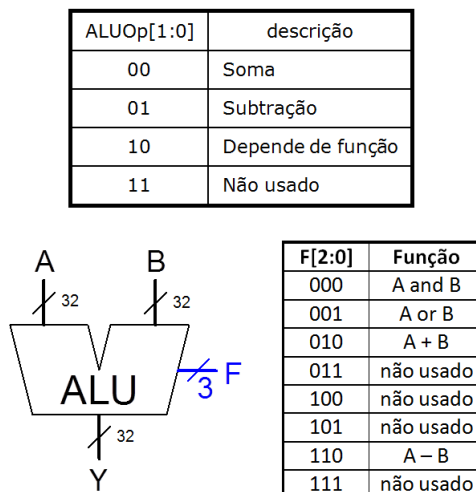 ALUOp[1:0] descrição
00 Soma
01 Subtração
10 Depende de função
11 Não usado
A B
32 32
ALU
3 F
32
Y
F[2:0] Função
000 A and B
001 A or B
010 A + B
011 não usado
100 não usado
101 não usado
110 A – B
111 não usado